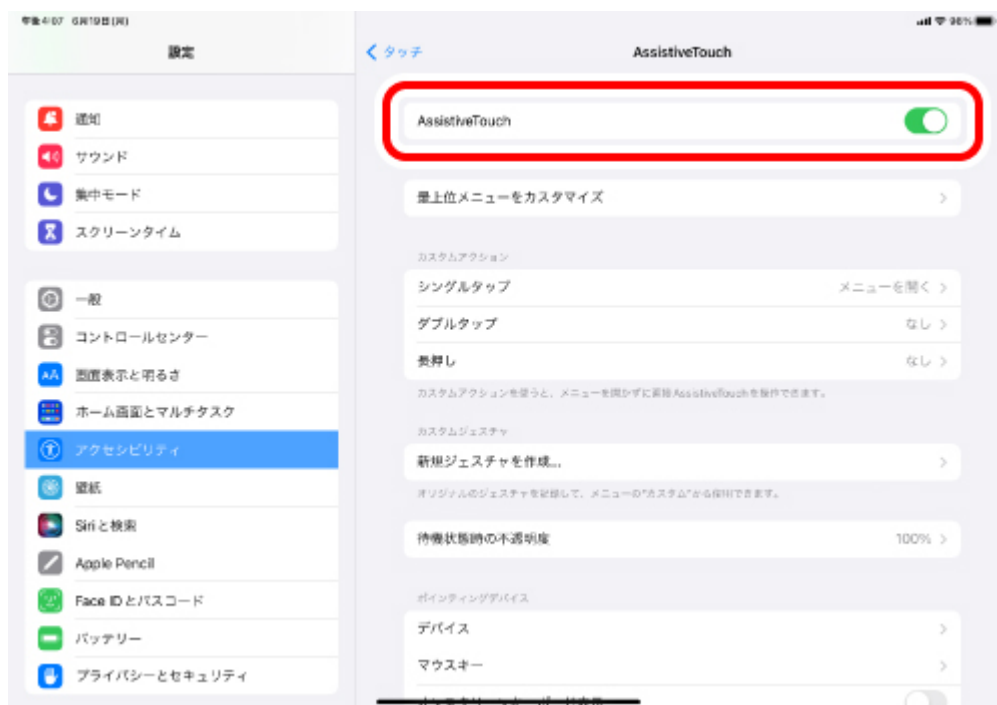 午後4:07 6月19日(月)
98%
設定
タッチ
AssistiveTouch
通知
サウンド
集中モード
スクリーンタイム
一般
コントロールセンター
画面表示と明るさ
ホーム画面とマルチタスク
アクセシビリティ
壁紙
Siriと検索
Apple Pencil
Face IDとパスコード
バッテリー
プライバシーとセキュリティ
AssistiveTouch
最上位メニューをカスタマイズ
カスタムアクション
シングルタップ メニューを開く
ダブルタップ なし
長押し なし
カスタムアクションを使うと、メニューを開かずに直接AssistiveTouchを操作できます。
カスタムジェスチャ
新規ジェスチャを作成...
オリジナルのジェスチャを記録して、メニューの"カスタム"から使用できます。
待機状態時の不透明度 100%
ポインティングデバイス
デバイス
マウスキー